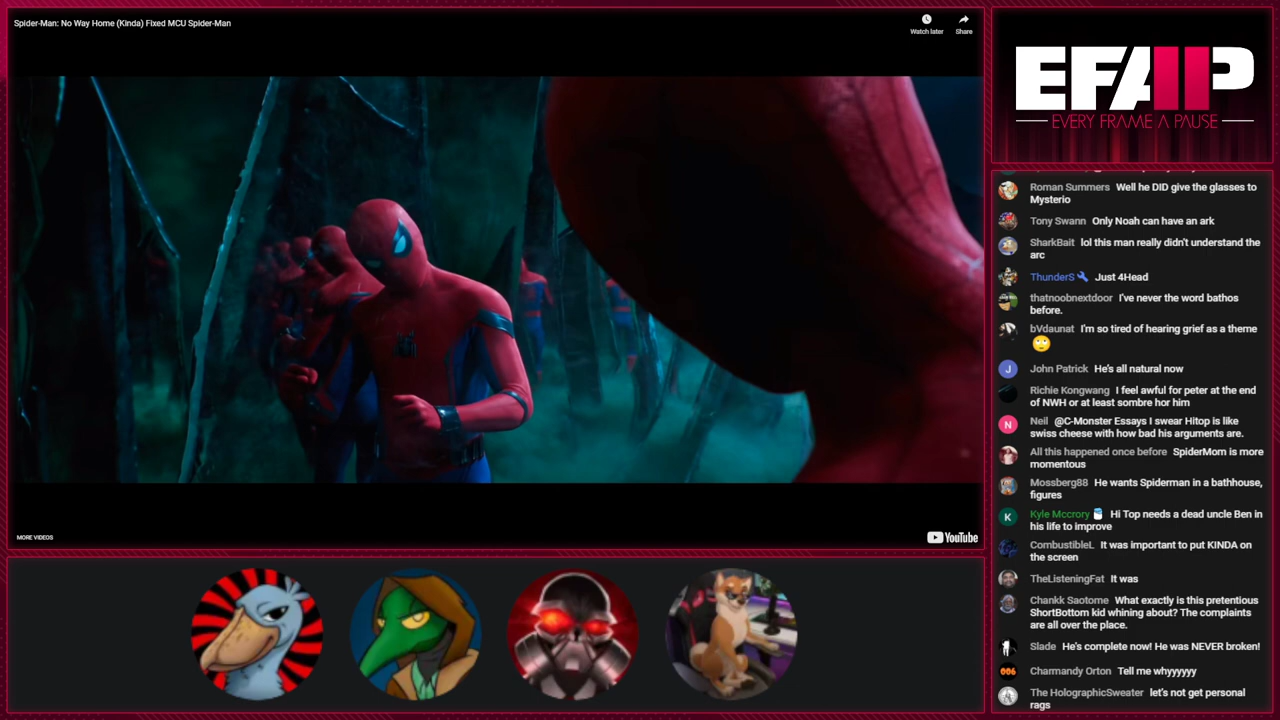 Spider-Man: No Way Home (Kinda) Fixed MCU Spider-Man
Watch later
Share
MORE VIDEOS
YouTube
EFAP
EVERY FRAME A PAUSE
Roman Summers Well he DID give the glasses to
Mysterio
Tony Swann Only Noah can have an ark
SharkBait lol this man really didn't understand the
arc
ThunderS Just 4Head
thatnoobnextdoor I've never the word bathos
before.
bVdaunat I'm so tired of hearing grief as a theme
🙄
J
John Patrick He's all natural now
Richie Kongwang I feel awful for peter at the end
of NWH or at least sombre hor him
N
Neil @C-Monster Essays I swear Hitop is like
swiss cheese with how bad his arguments are.
All this happened once before SpiderMom is more
momentous
Mossberg88 He wants Spiderman in a bathhouse,
figures
K
Kyle Mccrory Hi Top needs a dead uncle Ben in
his life to improve
CombustibleL It was important to put KINDA on
the screen
TheListeningFat It was
Chankk Saotome What exactly is this pretentious
ShortBottom kid whining about? The complaints
are all over the place.
Slade He's complete now! He was NEVER broken!
006
Charmandy Orton Tell me whyyyyyy
The HolographicSweater let's not get personal
rags